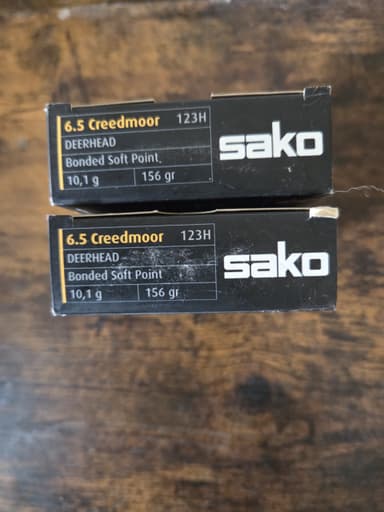 6.5 Creedmoor 123H
DEERHEAD
Bonded Soft Point
10,1 g 156 gr
sako
6.5 Creedmoor 123H
DEERHEAD
Bonded Soft Point
10,1 g 156 gr
sako